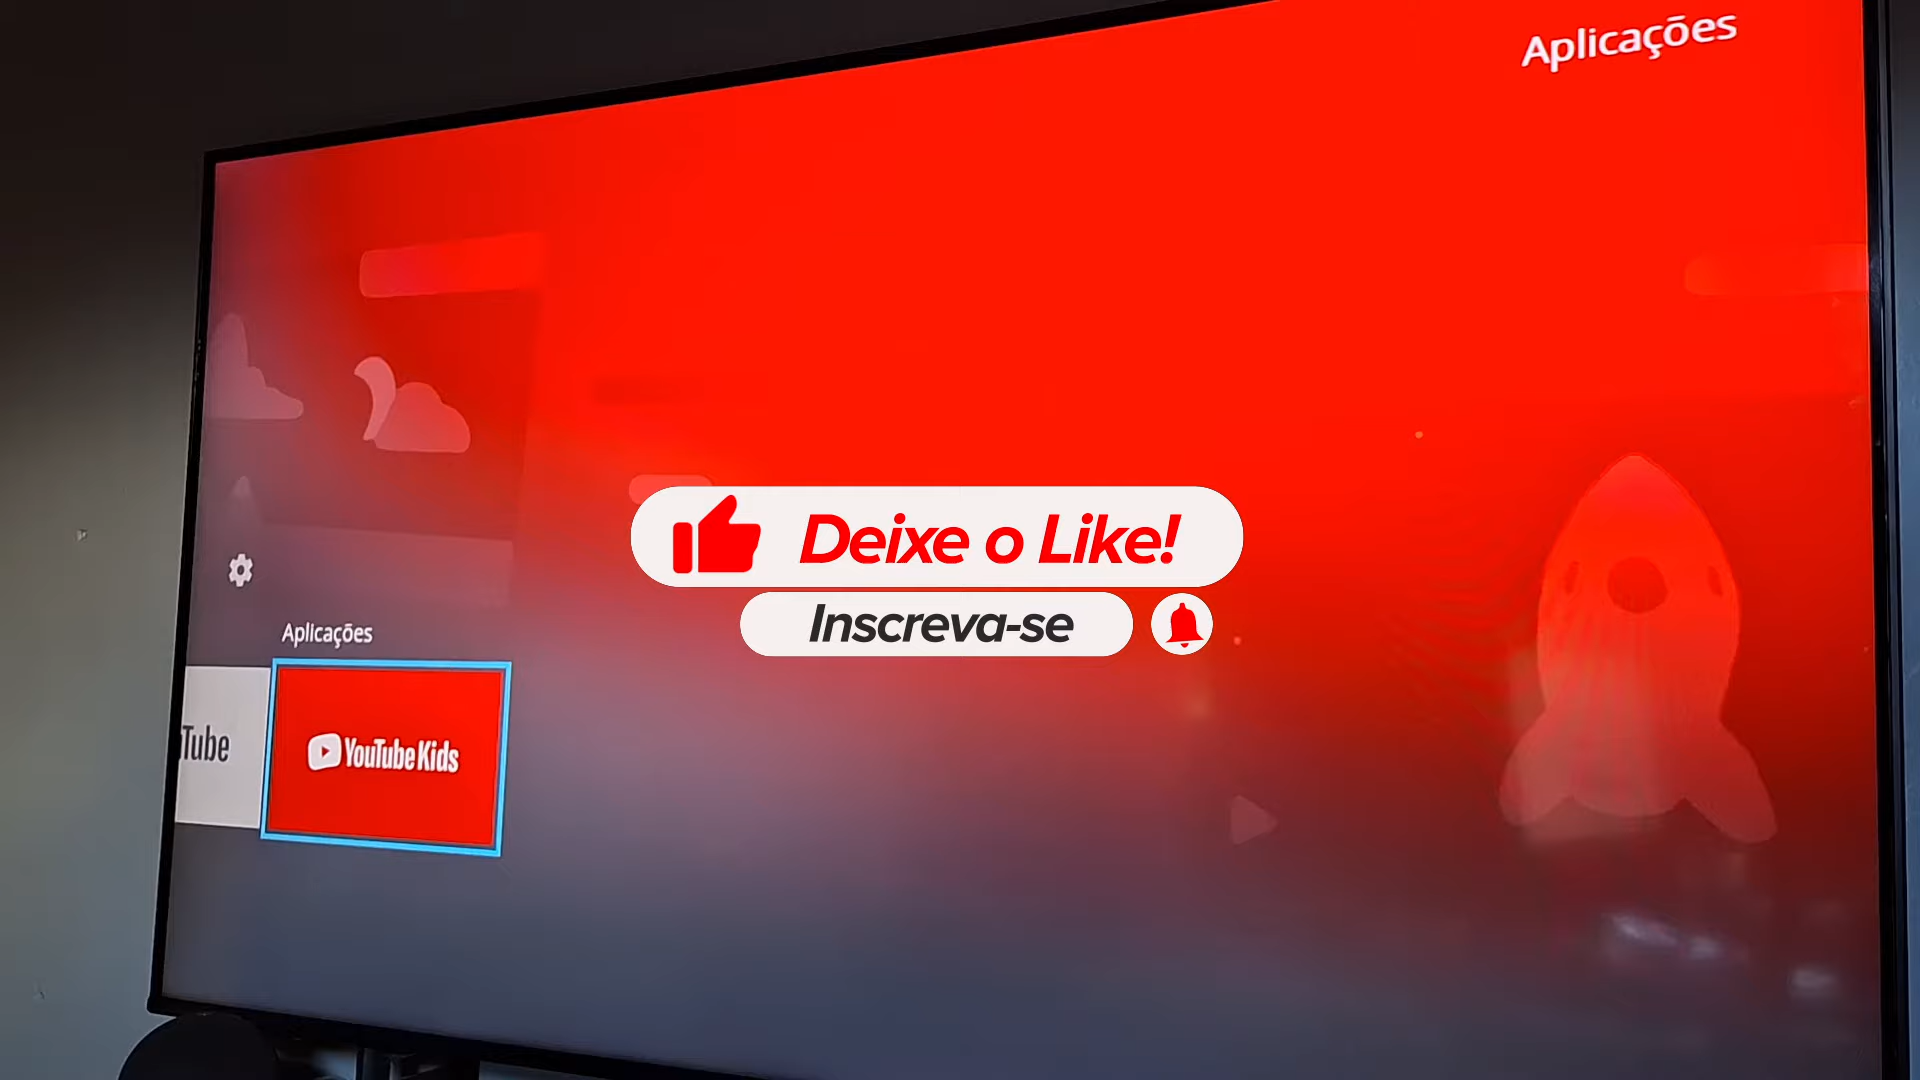 Aplicações
Deixe o Like!
Inscreva-se
Aplicações
Tube
YouTube Kids